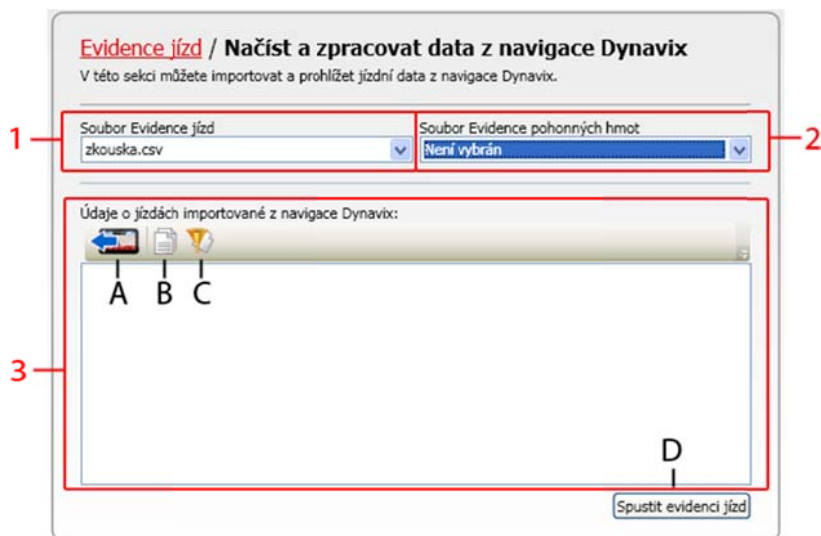 Evidence jízd / Načíst a zpracovat data z navigace Dynavix
V této sekci můžete importovat a prohlížet jízdní data z navigace Dynavix.
1
Soubor Evidence jízd
Soubor Evidence pohonných hmot
2
zkouska.csv
Není vybrán
Údaje o jízdách importované z navigace Dynavix:
A B C
3
D
Spustit evidenci jízd